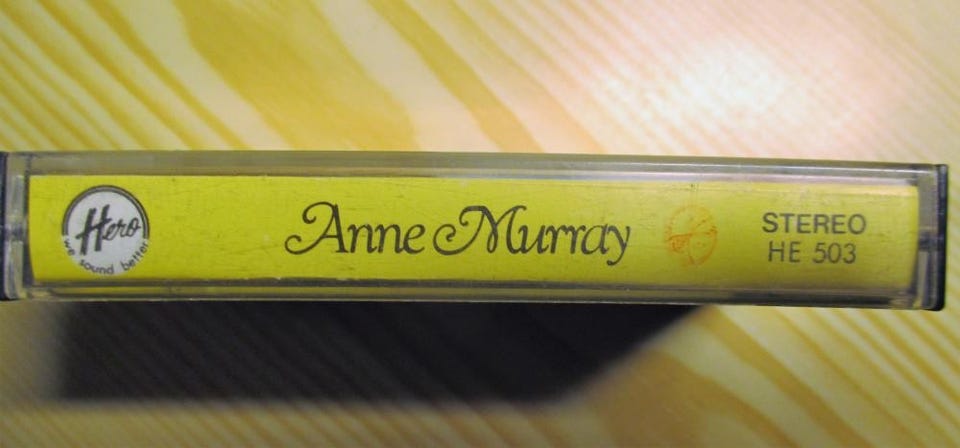 Hero
we sound better
Anne Murray
STEREO
HE 503